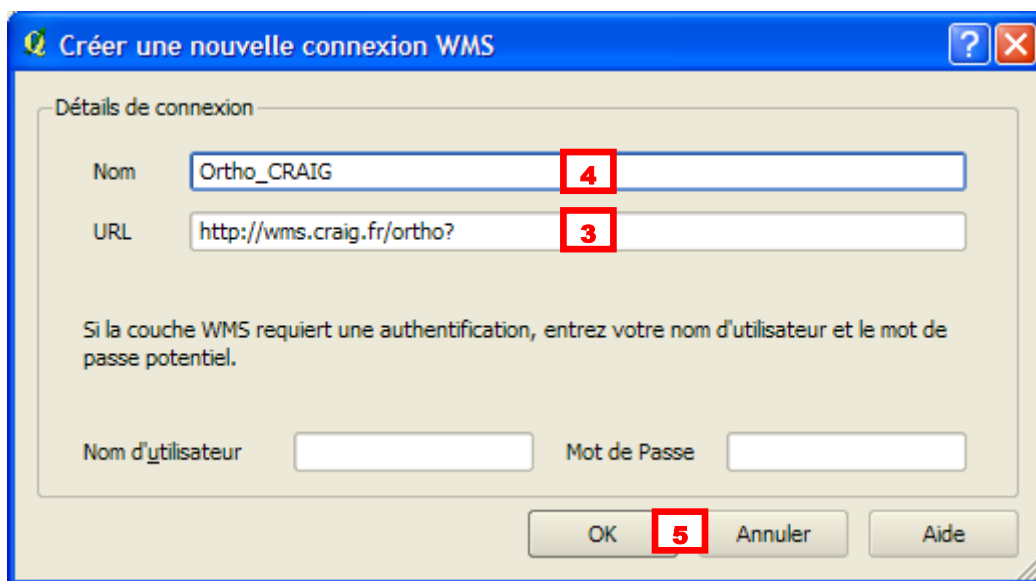 Créer une nouvelle connexion WMS
Détails de connexion
Nom Ortho_CRAIG 4
URL http://wms.craig.fr/ortho? 3
Si la couche WMS requiert une authentification, entrez votre nom d'utilisateur et le mot de
passe potentiel.
Nom d'utilisateur Mot de Passe
OK 5 Annuler Aide